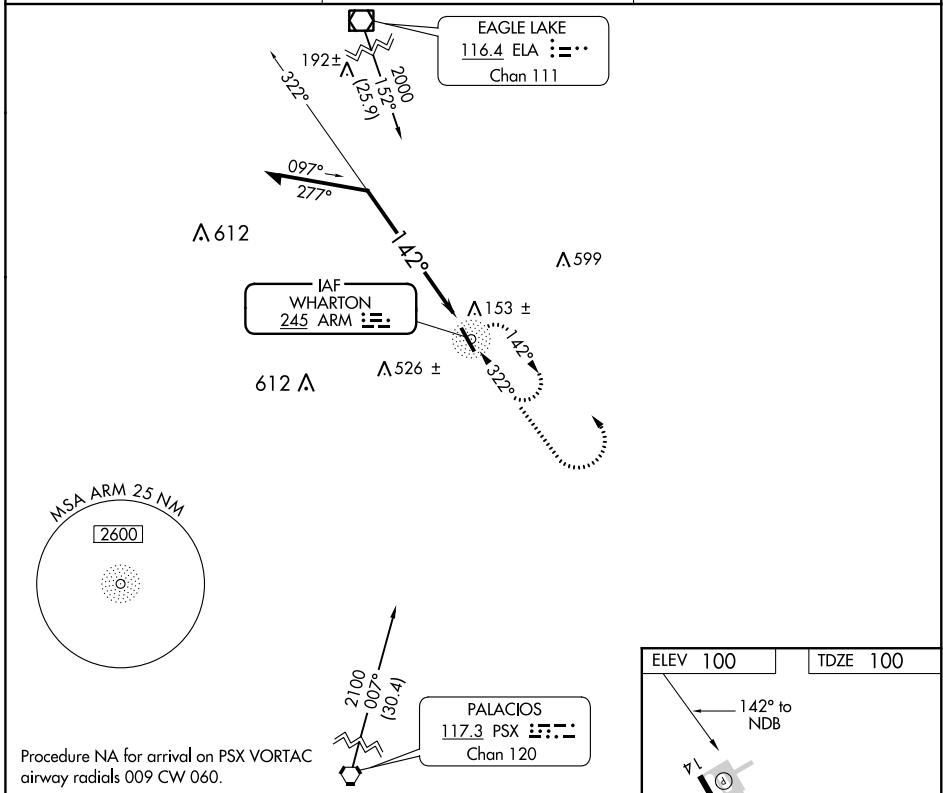 EAGLE LAKE
116.4 ELA
Chan 111
192±
2000
152°
(25.9)
322°
097°
277°
612
142°
599
IAF
WHARTON
245 ARM
153 ±
142°
322°
526 ±
612
MSA ARM 25 NM
2600
2100
007°
(30.4)
PALACIOS
117.3 PSX
Chan 120
Procedure NA for arrival on PSX VORTAC
airway radials 009 CW 060.
ELEV 100
TDZE 100
142° to
NDB
14
P